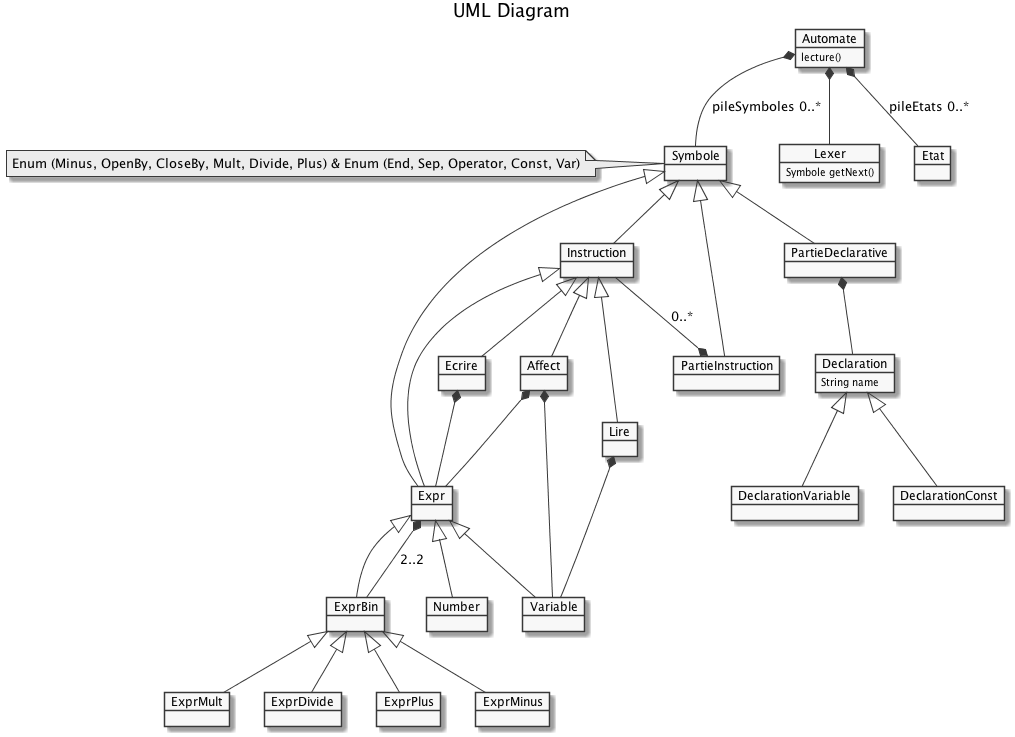 UML Diagram
Automate
lecture()
pileSymboles 0..*
pileEtats 0..*
Enum (Minus, OpenBy, CloseBy, Mult, Divide, Plus) & Enum (End, Sep, Operator, Const, Var)
Symbole
Lexer
Symbole getNext()
Etat
Instruction
PartieDeclarative
0..*
Ecrire
Affect
PartieInstruction
Declaration
String name
Lire
Expr
DeclarationVariable
DeclarationConst
2..2
ExprBin
Number
Variable
ExprMult
ExprDivide
ExprPlus
ExprMinus